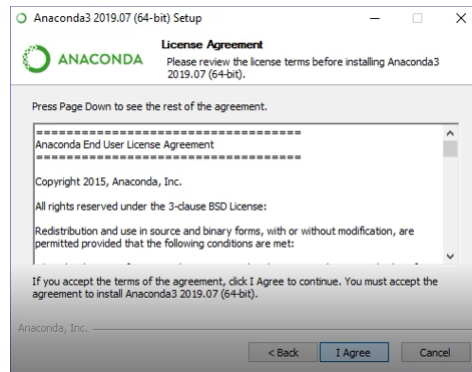 Anaconda3 2019.07 (64-bit) Setup
ANACONDA
License Agreement
Please review the license terms before installing Anaconda3
2019.07 (64-bit).
Press Page Down to see the rest of the agreement.
===================================
Anaconda End User License Agreement
===================================
Copyright 2015, Anaconda, Inc.
All rights reserved under the 3-clause BSD License:
Redistribution and use in source and binary forms, with or without modification, are
permitted provided that the following conditions are met:
If you accept the terms of the agreement, click I Agree to continue. You must accept the
agreement to install Anaconda3 2019.07 (64-bit).
Anaconda, Inc.
< Back
I Agree
Cancel